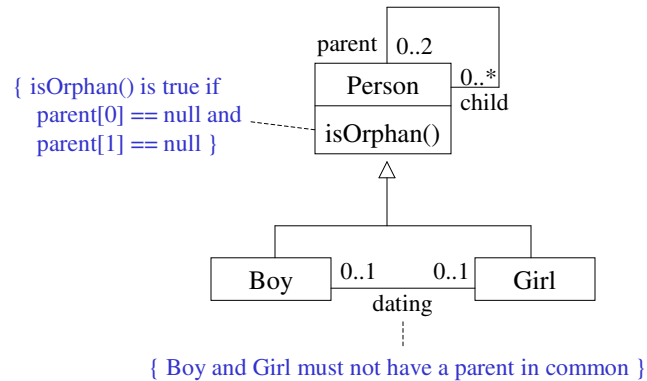 parent
0..2
{ isOrphan() is true if
parent[0] == null and
parent[1] == null }
Person
0..*
child
isOrphan()
Boy
0..1
0..1
Girl
dating
{ Boy and Girl must not have a parent in common }